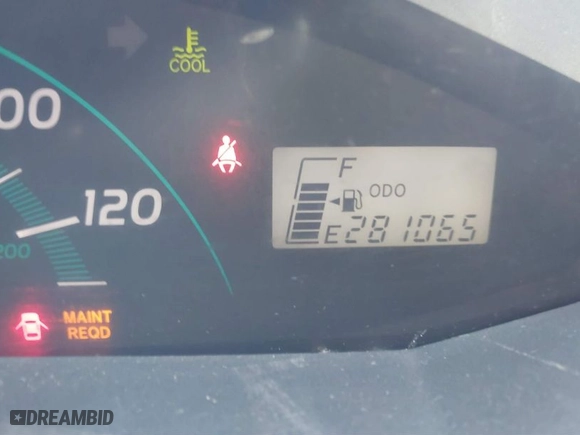 COOL
00
F
ODO
120
E 281065
200
MAINT
REQD
DREAMBID